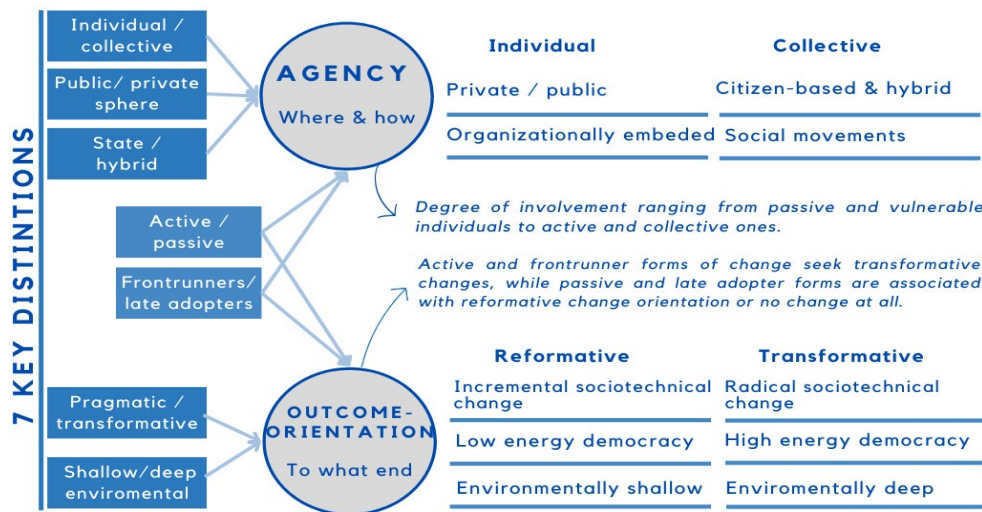 7 KEY DISTINTIONS
Individual /
collective
Public/ private
sphere
State /
hybrid
Active /
passive
Frontrunners/
late adopters
Pragmatic /
transformative
Shallow/deep
enviromental
AGENCY
Where & how
Individual
Collective
Private / public
Citizen-based & hybrid
Organizationally embeded
Social movements
Degree of involvement ranging from passive and vulnerable
individuals to active and collective ones.
Active and frontrunner forms of change seek transformative
changes, while passive and late adopter forms are associated
with reformative change orientation or no change at all.
OUTCOME-
ORIENTATION
To what end
Reformative
Transformative
Incremental sociotechnical
change
Radical sociotechnical
change
Low energy democracy
High energy democracy
Environmentally shallow
Enviromentally deep